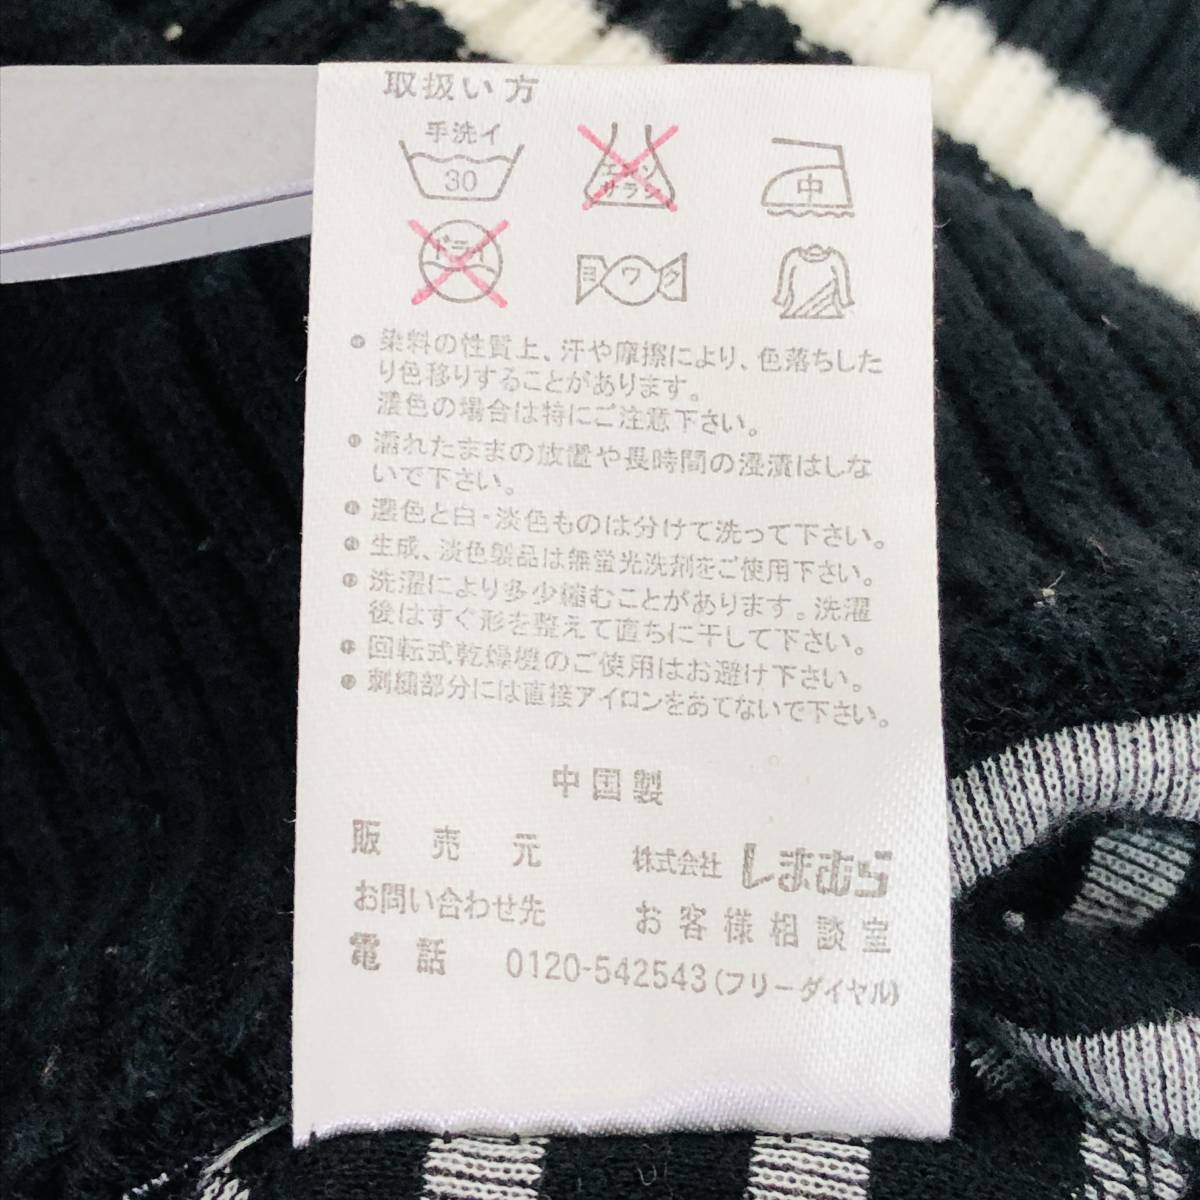 取扱い方
手洗イ
30
エンソ
サラシ
中
ドライ
ヨワク
染料の性質上、汗や摩擦により、色落ちした
り色移りすることがあります。
濃色の場合は特にご注意下さい。
濡れたままの放置や長時間の浸漬はしな
いで下さい。
濃色と白・淡色ものは分けて洗って下さい。
生成、淡色製品は無蛍光洗剤をご使用下さい。
洗濯により多少縮むことがあります。洗濯
後はすぐ形を整えて直ちに干して下さい。
回転式乾燥機のご使用はお避け下さい。
刺繍部分には直接アイロンをあてないで下さい。
中国製
販売元 株式会社 しまむら
お問い合わせ先 お客様相談室
電話 0120-542543(フリーダイヤル)